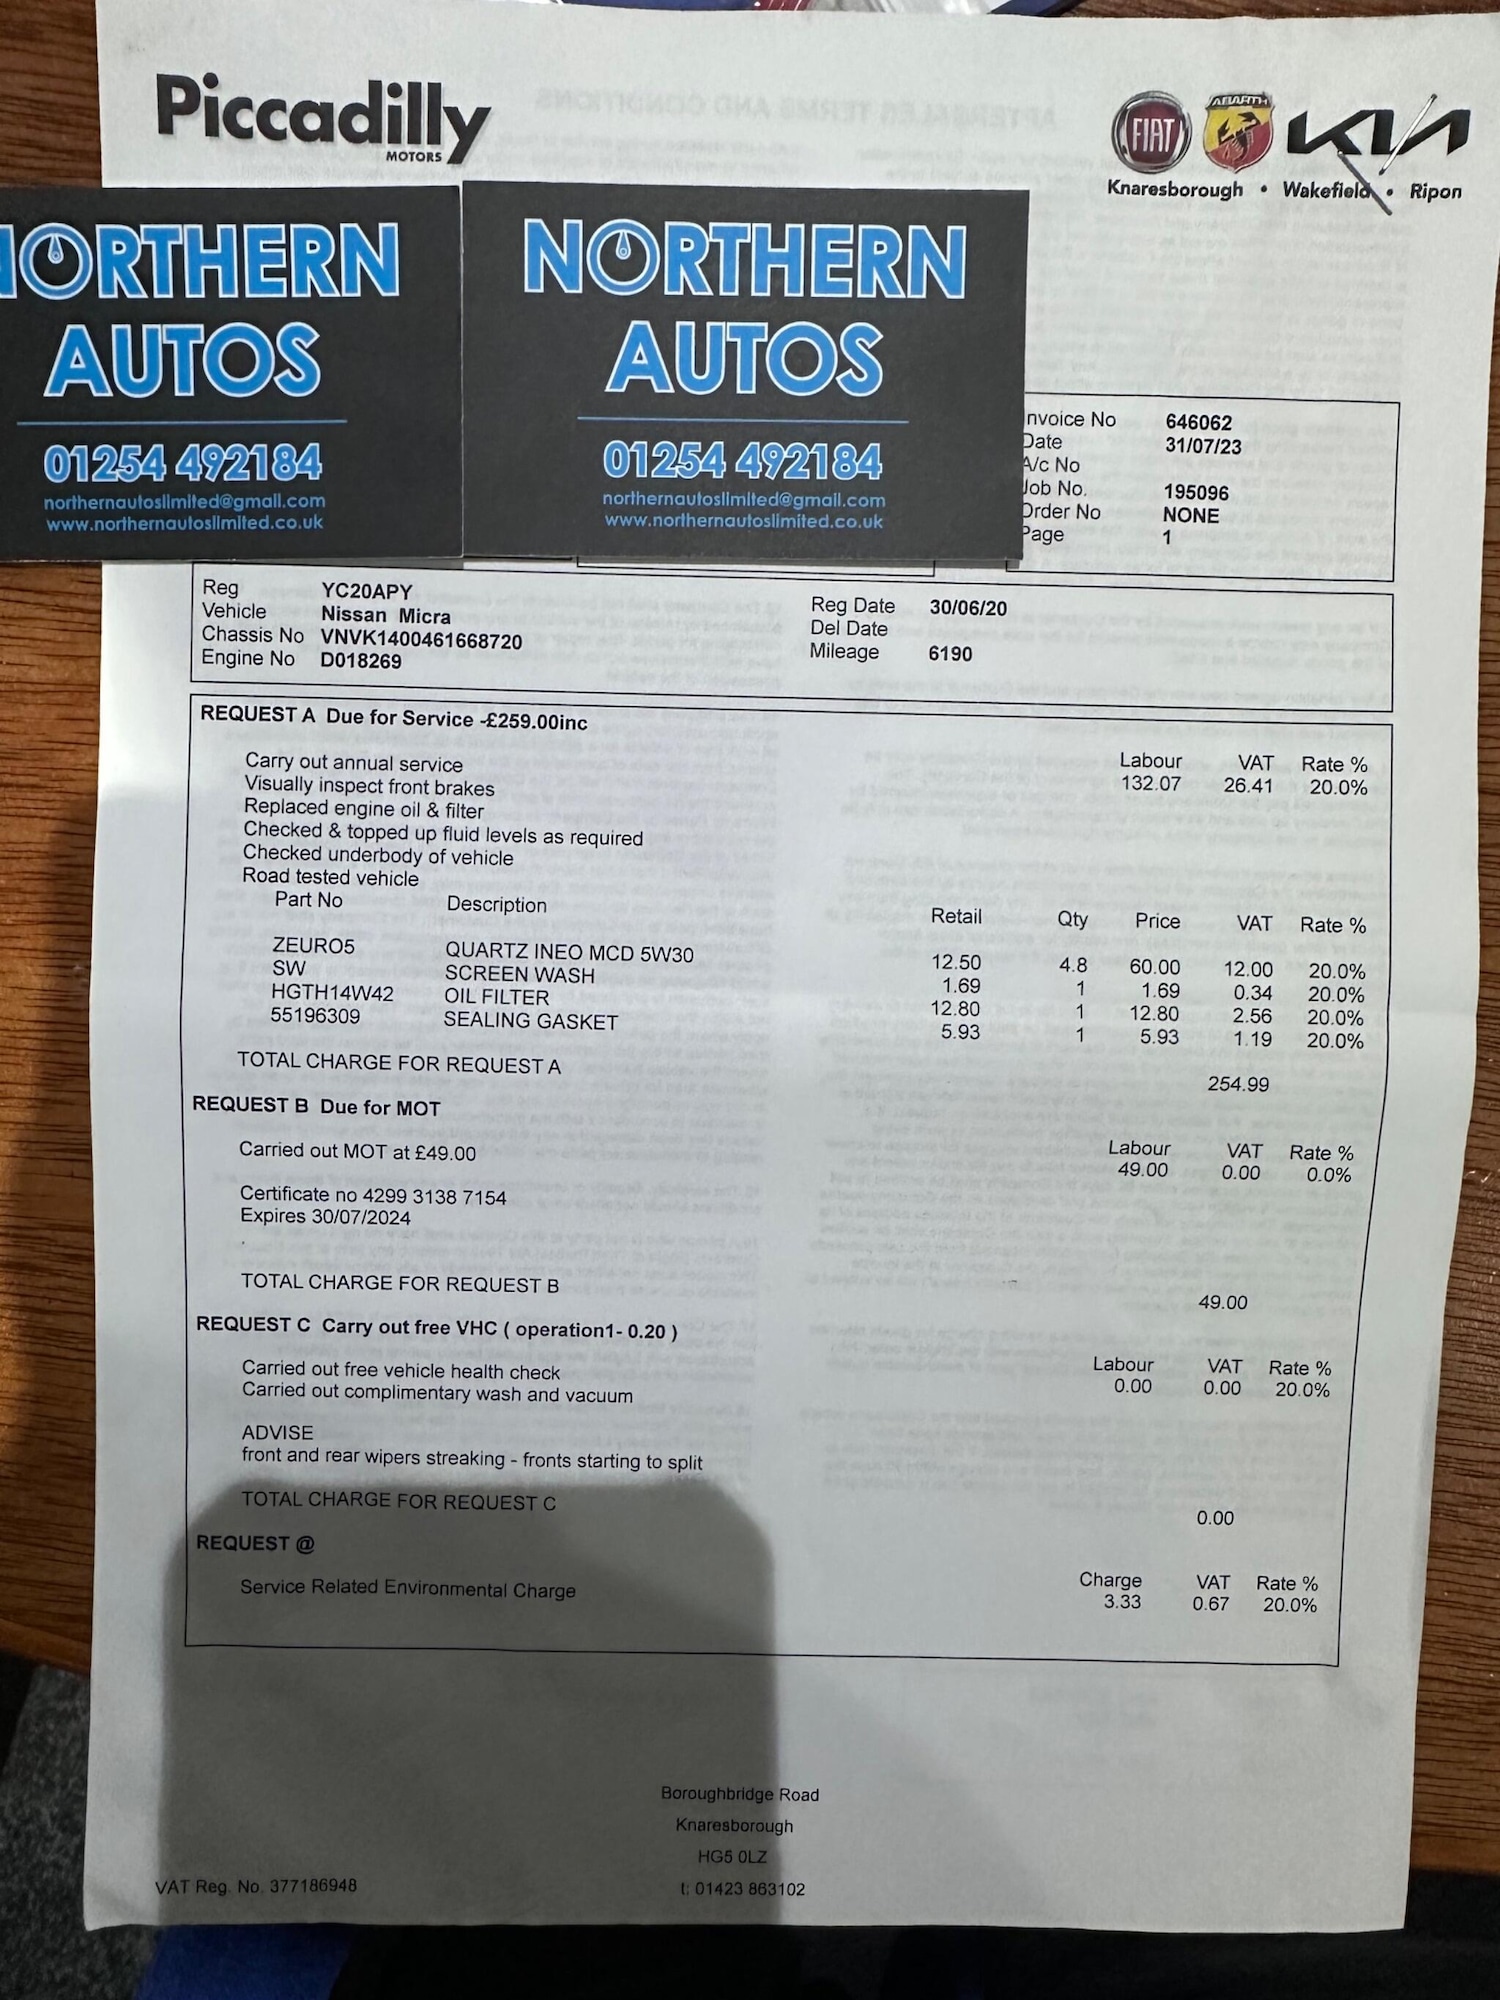 Piccadilly
MOTORS
FIAT
ABARTH
KIA
Knaresborough • Wakefield • Ripon
NORTHERN
AUTOS
01254 492184
northernautoslimited@gmail.com
www.northernautoslimited.co.uk
NORTHERN
AUTOS
01254 492184
northernautoslimited@gmail.com
www.northernautoslimited.co.uk
nvoice No 646062
Date 31/07/23
A/c No
Job No. 195096
Order No NONE
Page 1
Reg YC20APY
Vehicle Nissan Micra
Chassis No VNVK1400461668720
Engine No D018269
Reg Date 30/06/20
Del Date
Mileage 6190
REQUEST A Due for Service -£259.00inc
Carry out annual service
Visually inspect front brakes
Replaced engine oil & filter
Checked & topped up fluid levels as required
Checked underbody of vehicle
Road tested vehicle
Labour VAT Rate %
132.07 26.41 20.0%
Part No Description Retail Qty Price VAT Rate %
ZEURO5 QUARTZ INEO MCD 5W30 12.50 4.8 60.00 12.00 20.0%
SW SCREEN WASH 1.69 1 1.69 0.34 20.0%
HGTH14W42 OIL FILTER 12.80 1 12.80 2.56 20.0%
55196309 SEALING GASKET 5.93 1 5.93 1.19 20.0%
TOTAL CHARGE FOR REQUEST A 254.99
REQUEST B Due for MOT
Labour VAT Rate %
Carried out MOT at £49.00 49.00 0.00 0.0%
Certificate no 4299 3138 7154
Expires 30/07/2024
TOTAL CHARGE FOR REQUEST B 49.00
REQUEST C Carry out free VHC ( operation1- 0.20 )
Labour VAT Rate %
Carried out free vehicle health check 0.00 0.00 20.0%
Carried out complimentary wash and vacuum
ADVISE
front and rear wipers streaking - fronts starting to split
TOTAL CHARGE FOR REQUEST C 0.00
REQUEST @
Charge VAT Rate %
Service Related Environmental Charge 3.33 0.67 20.0%
Boroughbridge Road
Knaresborough
HG5 0LZ
t: 01423 863102
VAT Reg. No. 377186948